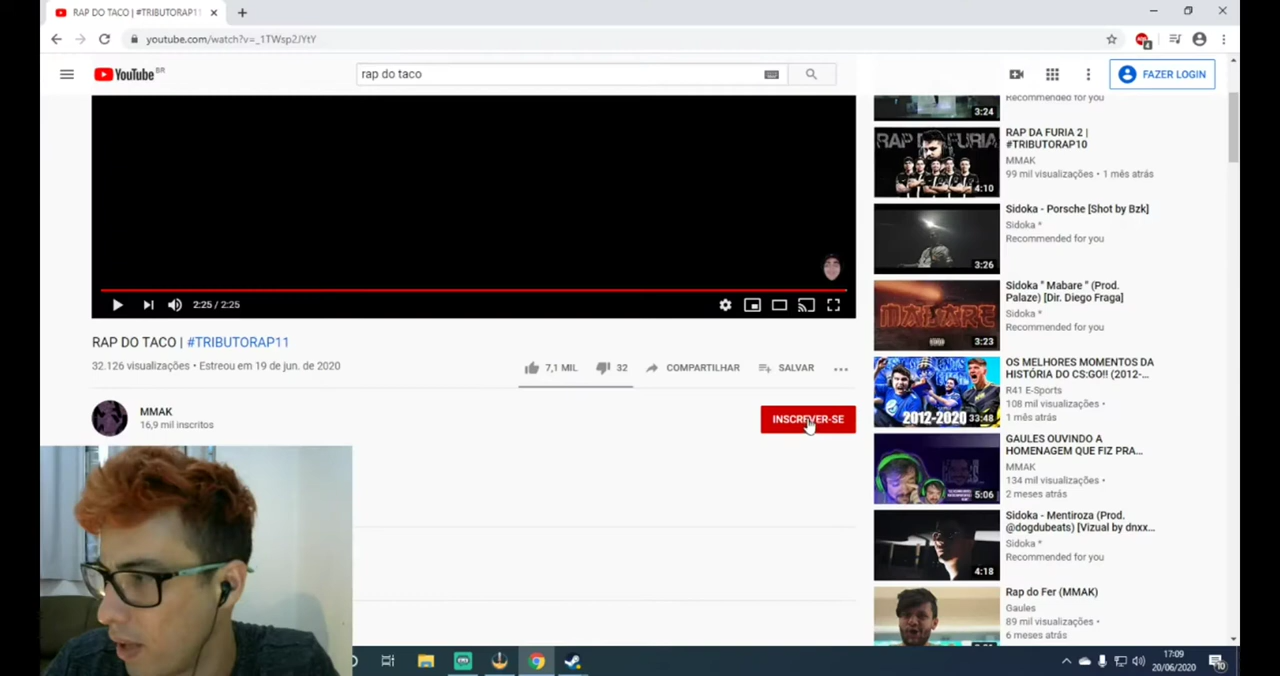 RAP DO TACO | #TRIBUTORAP11
youtube.com/watch?v=_1TWsp2JYtY
YouTube BR
rap do taco
FAZER LOGIN
2:25 / 2:25
RAP DO TACO | #TRIBUTORAP11
32.126 visualizações • Estreou em 19 de jun. de 2020
7,1 MIL
32
COMPARTILHAR
SALVAR
MMAK
16,9 mil inscritos
INSCREVER-SE
3:24
Recommended for you
RAP DA FURIA
4:10
RAP DA FURIA 2 |
#TRIBUTORAP10
MMAK
99 mil visualizações • 1 mês atrás
3:26
Sidoka - Porsche [Shot by Bzk]
Sidoka *
Recommended for you
MABARE
3:23
Sidoka " Mabare " (Prod.
Palaze) [Dir. Diego Fraga]
Sidoka *
Recommended for you
2012-2020
33:48
OS MELHORES MOMENTOS DA
HISTÓRIA DO CS:GO!! (2012-...
R41 E-Sports
108 mil visualizações •
1 mês atrás
5:06
GAULES OUVINDO A
HOMENAGEM QUE FIZ PRA...
MMAK
134 mil visualizações •
2 meses atrás
4:18
Sidoka - Mentiroza (Prod.
@dogdubeats) [Vizual by dnxx...
Sidoka *
Recommended for you
Rap do Fer (MMAK)
Gaules
89 mil visualizações •
6 meses atrás
17:09
20/06/2020